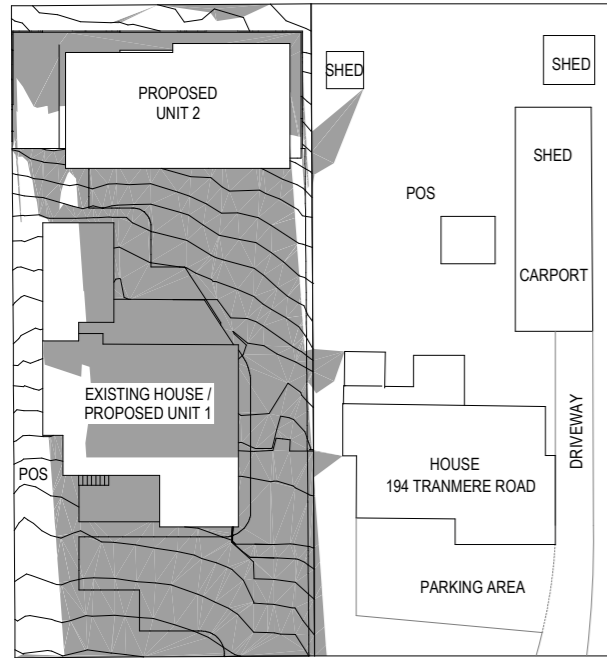 PROPOSED
UNIT 2
SHED
SHED
SHED
POS
CARPORT
EXISTING HOUSE /
PROPOSED UNIT 1
POS
HOUSE
194 TRANMERE ROAD
DRIVEWAY
PARKING AREA